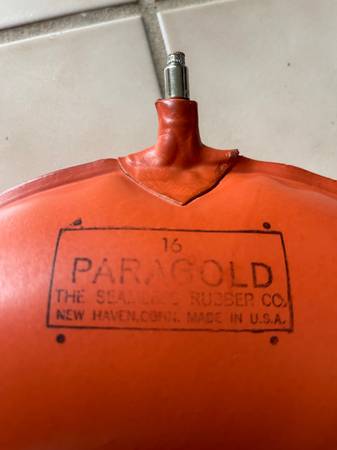 16
PARAGOLD
THE SEAMLESS RUBBER CO.
NEW HAVEN, CONN. MADE IN U.S.A.